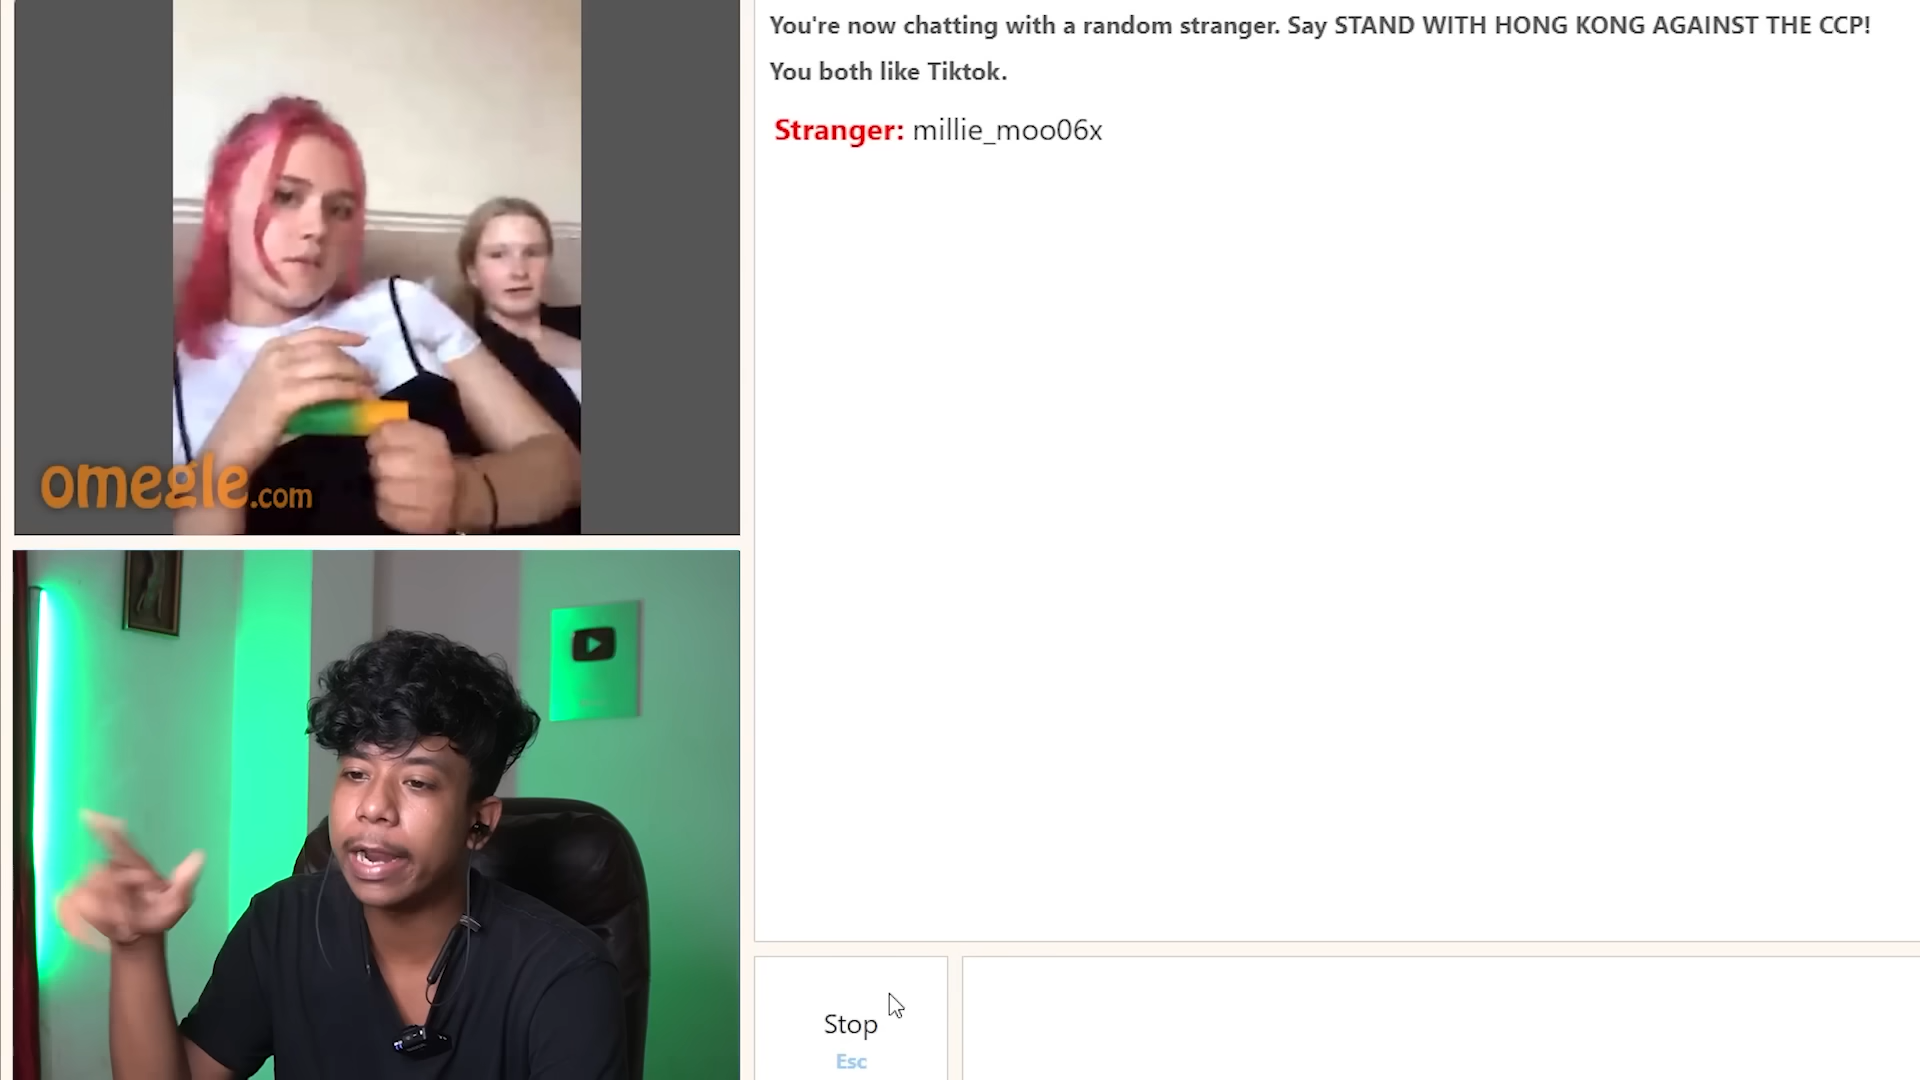 You're now chatting with a random stranger. Say STAND WITH HONG KONG AGAINST THE CCP!
You both like Tiktok.
Stranger: millie_moo06x
omegle.com
Stop
Esc